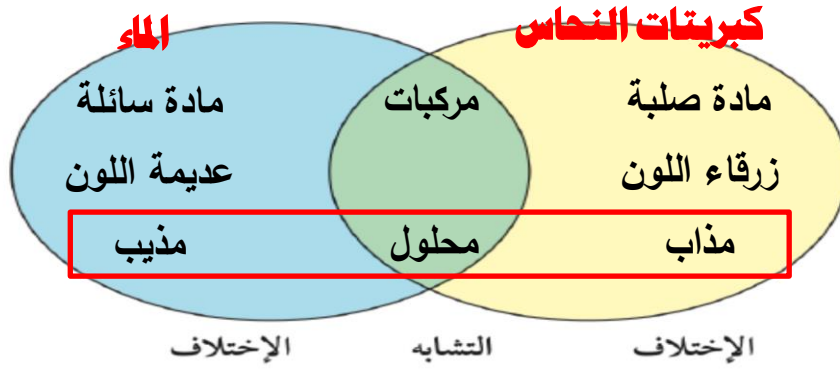 كبريتات النحاس الماء
مادة صلبة مركبات مادة سائلة
زرقاء اللون عديمة اللون
مذاب محلول مذيب
الإختلاف التشابه الإختلاف